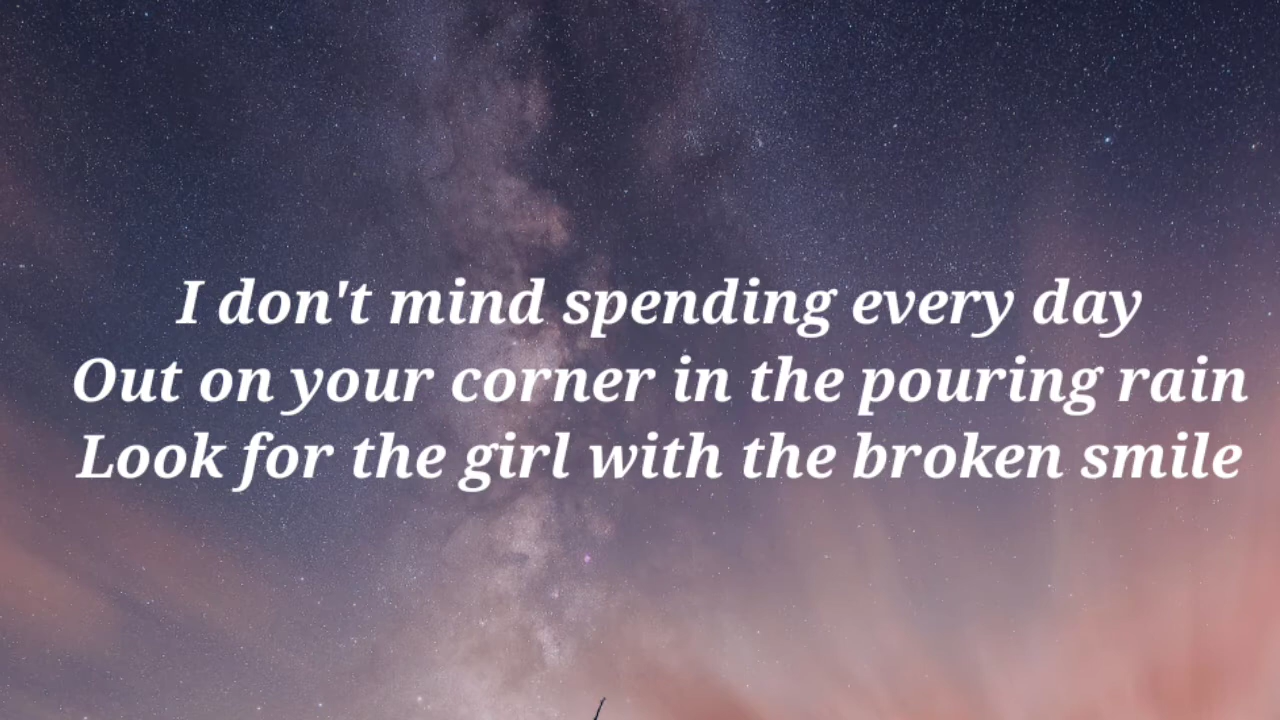 I don't mind spending every day
Out on your corner in the pouring rain
Look for the girl with the broken smile